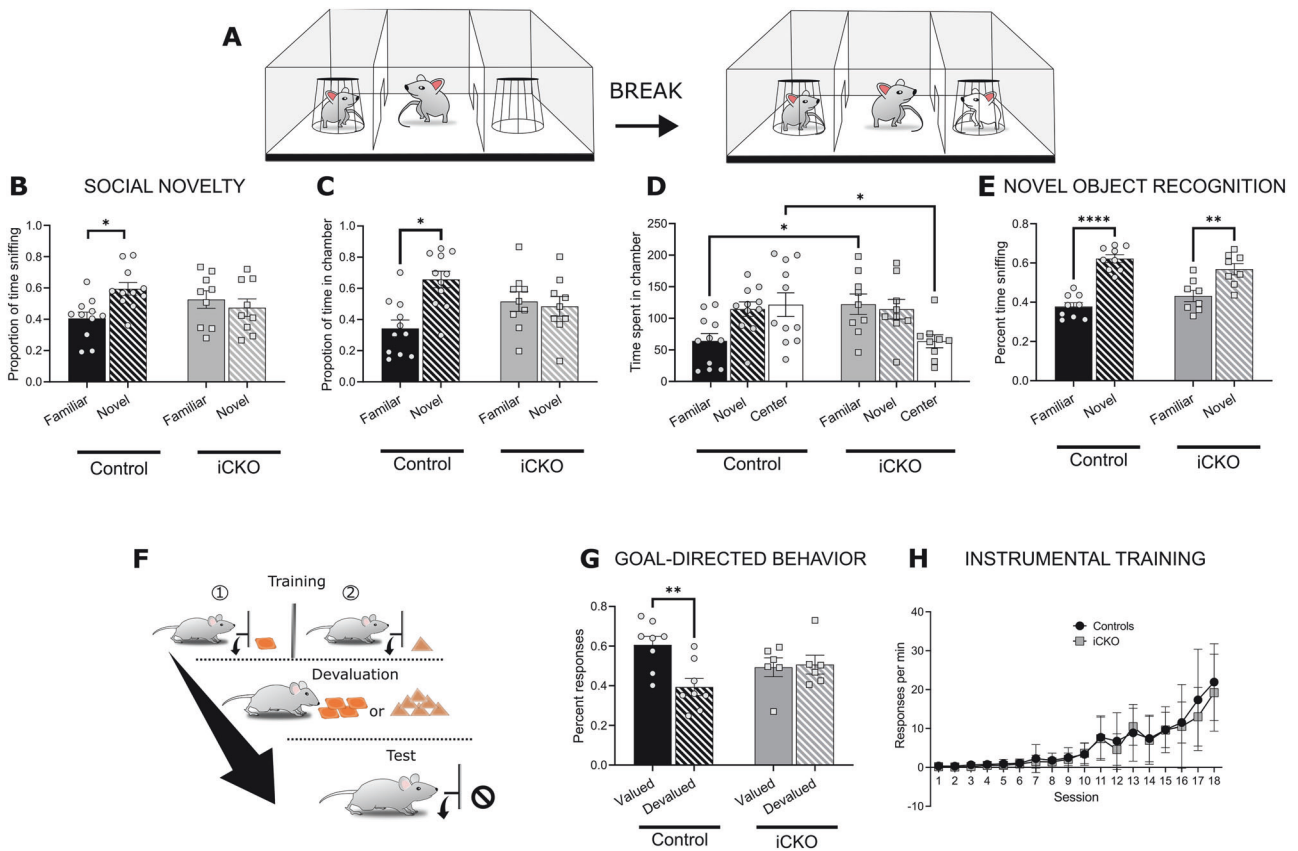 A
BREAK
B SOCIAL NOVELTY
Proportion of time sniffing
1.0
0.8
0.6
0.4
0.2
0.0
*
Familiar Novel Familiar Novel
Control iCKO
C
Propotion of time in chamber
1.0
0.8
0.6
0.4
0.2
0.0
*
Familar Novel Familiar Novel
Control iCKO
D
Time spent in chamber
250
200
150
100
50
0
*
*
Familar Novel Center Familiar Novel Center
Control iCKO
E NOVEL OBJECT RECOGNITION
Percent time sniffing
0.8
0.6
0.4
0.2
0.0
**** **
Familiar Novel Familiar Novel
Control iCKO
F
Training
① ②
Devaluation
or
Test
G GOAL-DIRECTED BEHAVIOR
Percent responses
0.8
0.6
0.4
0.2
0.0
**
Valued Devalued Valued Devalued
Control iCKO
H INSTRUMENTAL TRAINING
Responses per min
40
30
20
10
0
-10
Controls
iCKO
1 2 3 4 5 6 7 8 9 10 11 12 13 14 15 16 17 18
Session